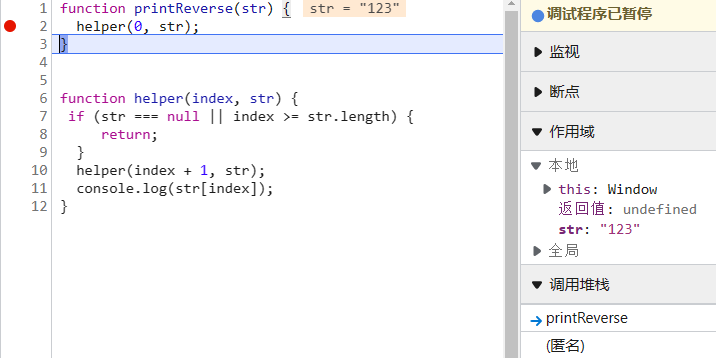 1 function printReverse(str) { str = "123"
2 helper(0, str);
3 }
4
5
6 function helper(index, str) {
7 if (str === null || index >= str.length) {
8 return;
9 }
10 helper(index + 1, str);
11 console.log(str[index]);
12 }
调试程序已暂停
监视
断点
作用域
本地
this: Window
返回值: undefined
str: "123"
全局
调用堆栈
printReverse
(匿名)